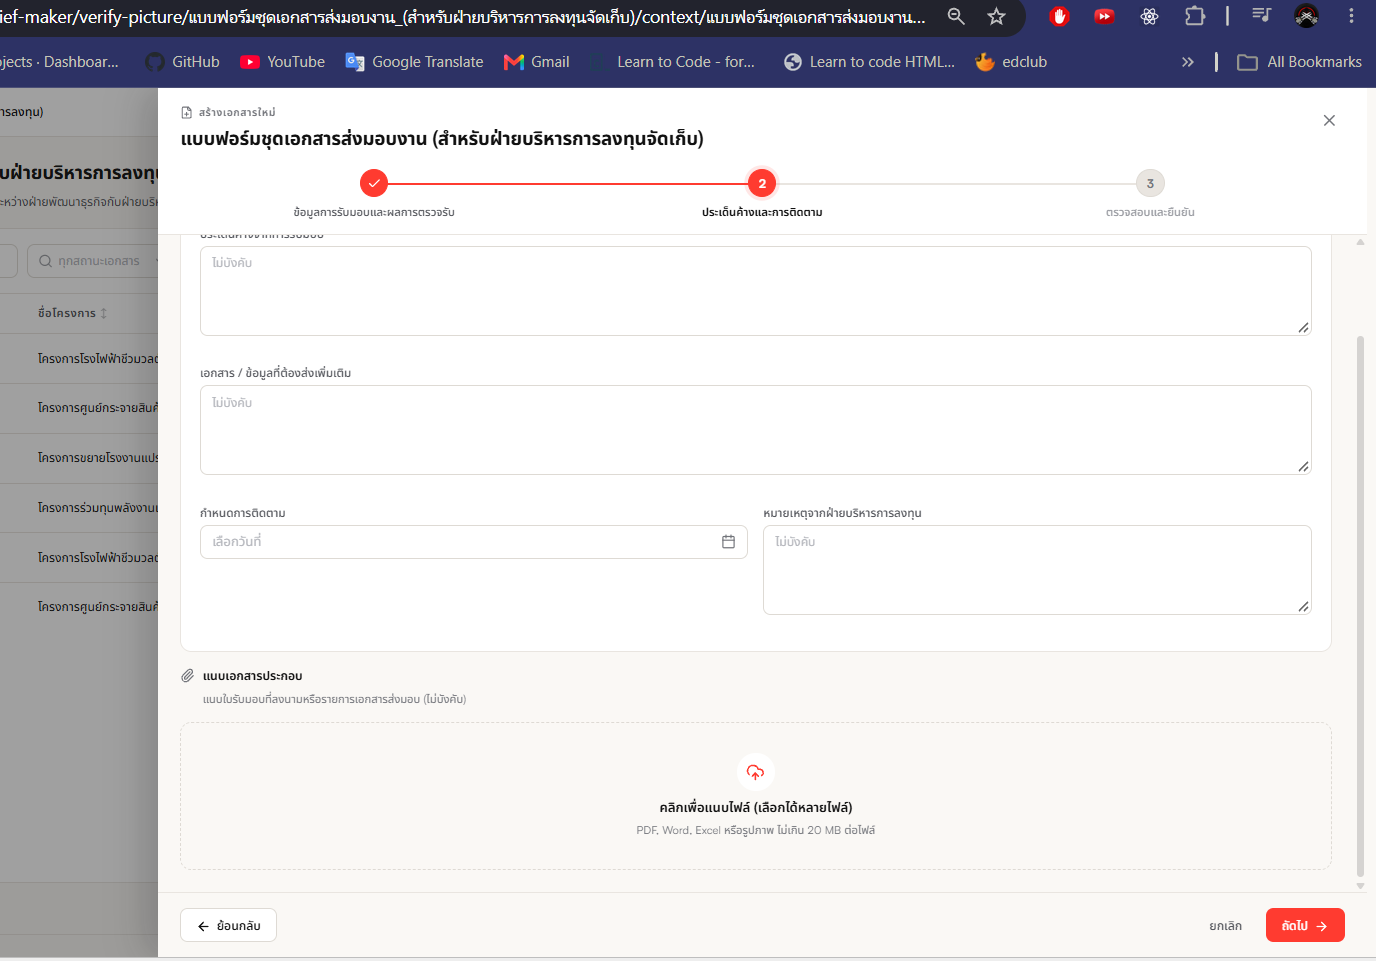 ief-maker/verify-picture/แบบฟอร์มชุดเอกสารส่งมอบงาน_(สำหรับฝ่ายบริหารการลงทุนจัดเก็บ)/context/แบบฟอร์มชุดเอกสารส่งมอบงาน...
jects · Dashboar...
GitHub
YouTube
Google Translate
Gmail
Learn to Code - for...
Learn to code HTML...
edclub
»
All Bookmarks
ารลงทุน)
สร้างเอกสารใหม่
แบบฟอร์มชุดเอกสารส่งมอบงาน (สำหรับฝ่ายบริหารการลงทุนจัดเก็บ)
บฝ่ายบริหารการลงทุน
ะหว่างฝ่ายพัฒนาธุรกิจกับฝ่ายบริห
2
3
ข้อมูลการรับมอบและผลการตรวจรับ
ประเด็นค้างและการติดตาม
ตรวจสอบและยืนยัน
ทุกสถานะเอกสาร
ชื่อโครงการ
โครงการโรงไฟฟ้าชีวมวล
โครงการศูนย์กระจายสินค้
โครงการขยายโรงงานแปร
โครงการร่วมทุนพลังงาน
โครงการโรงไฟฟ้าชีวมวล
โครงการศูนย์กระจายสินค้
ประเด็นค้างจากการรับมอบ
ไม่บังคับ
เอกสาร / ข้อมูลที่ต้องส่งเพิ่มเติม
ไม่บังคับ
กำหนดการติดตาม
เลือกวันที่
หมายเหตุจากฝ่ายบริหารการลงทุน
ไม่บังคับ
แนบเอกสารประกอบ
แนบใบรับมอบที่ลงนามหรือรายการเอกสารส่งมอบ (ไม่บังคับ)
คลิกเพื่อแนบไฟล์ (เลือกได้หลายไฟล์)
PDF, Word, Excel หรือรูปภาพ ไม่เกิน 20 MB ต่อไฟล์
ย้อนกลับ
ยกเลิก
ถัดไป